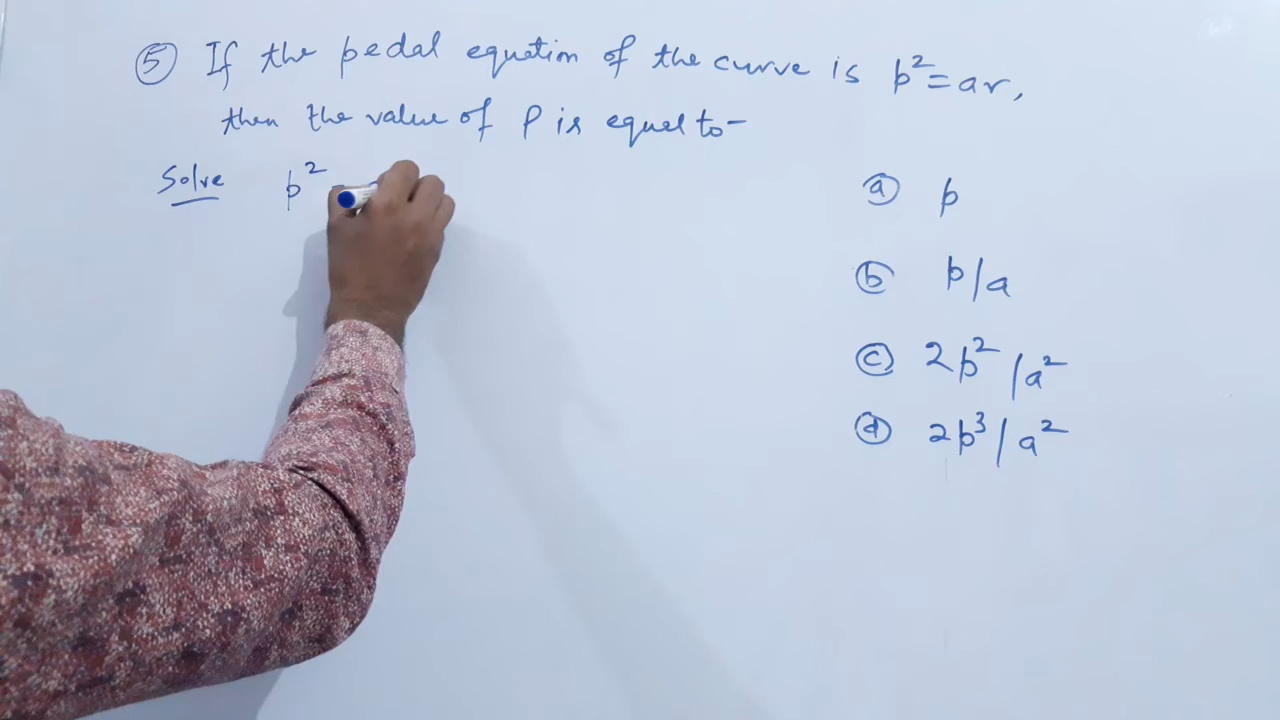 5 If the pedal equation of the curve is p² = ar,
then the value of ρ is equal to -
Solve p²
a p
b p/a
c 2p²/a²
d 2p³/a²